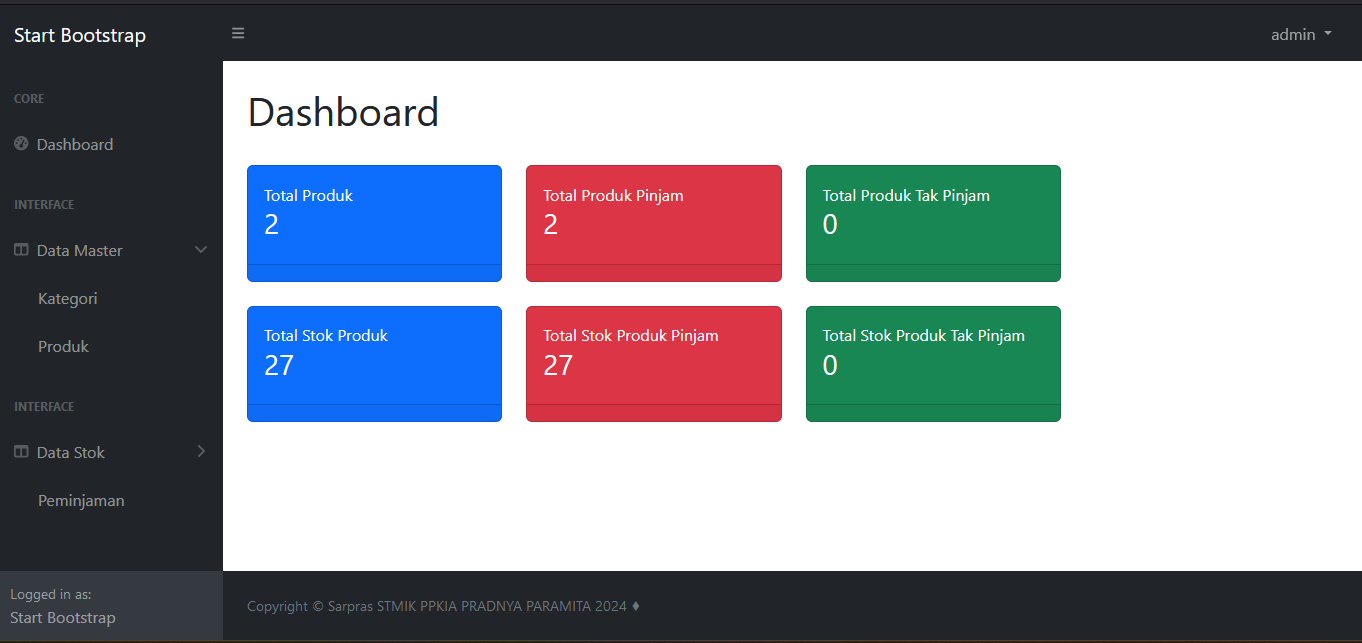 Start Bootstrap
admin
CORE
Dashboard
INTERFACE
Data Master
Kategori
Produk
INTERFACE
Data Stok
Peminjaman
Logged in as:
Start Bootstrap
Dashboard
Total Produk
2
Total Produk Pinjam
2
Total Produk Tak Pinjam
0
Total Stok Produk
27
Total Stok Produk Pinjam
27
Total Stok Produk Tak Pinjam
0
Copyright © Sarpras STMIK PPKIA PRADNYA PARAMITA 2024 ♦